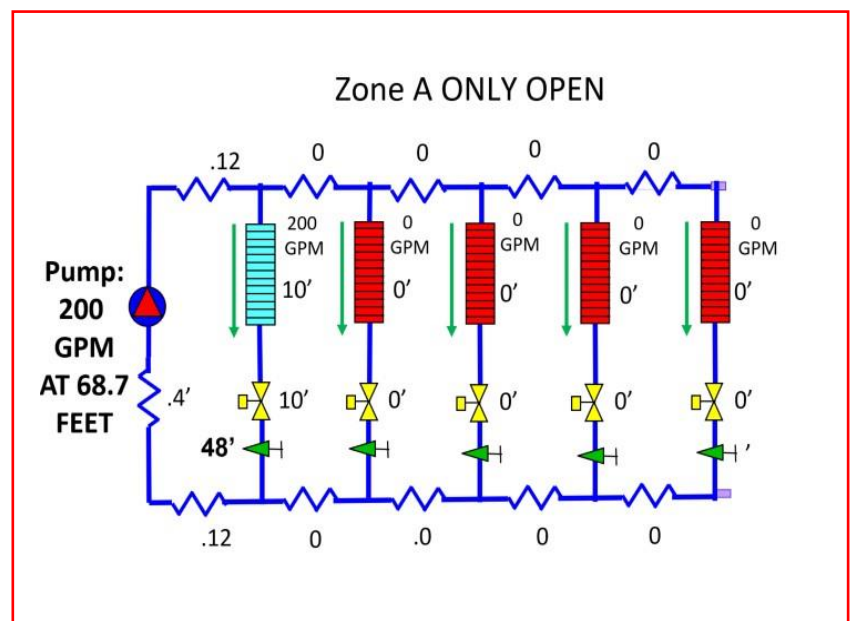 Zone A ONLY OPEN
.12
0
0
0
0
200
GPM
10’
0
GPM
0’
0
GPM
0’
0
GPM
0’
0
GPM
0’
Pump:
200
GPM
AT 68.7
FEET
.4’
10’
0’
0’
0’
0’
48’
’
.12
0
.0
0
0